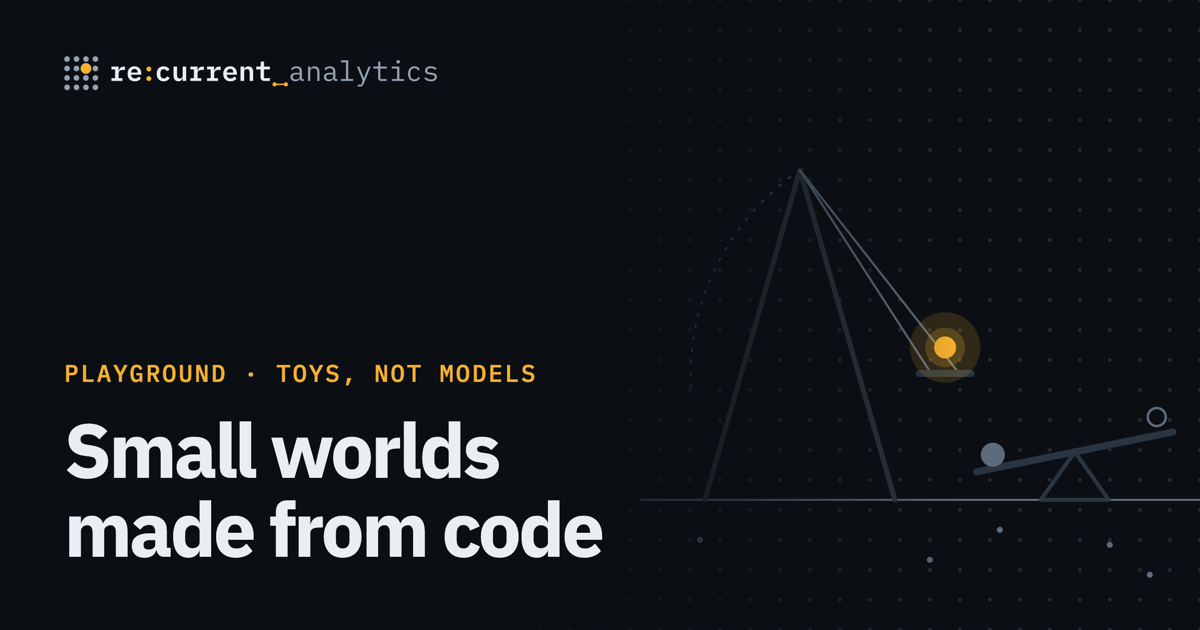 re:current_analytics
PLAYGROUND · TOYS, NOT MODELS
Small worlds
made from code